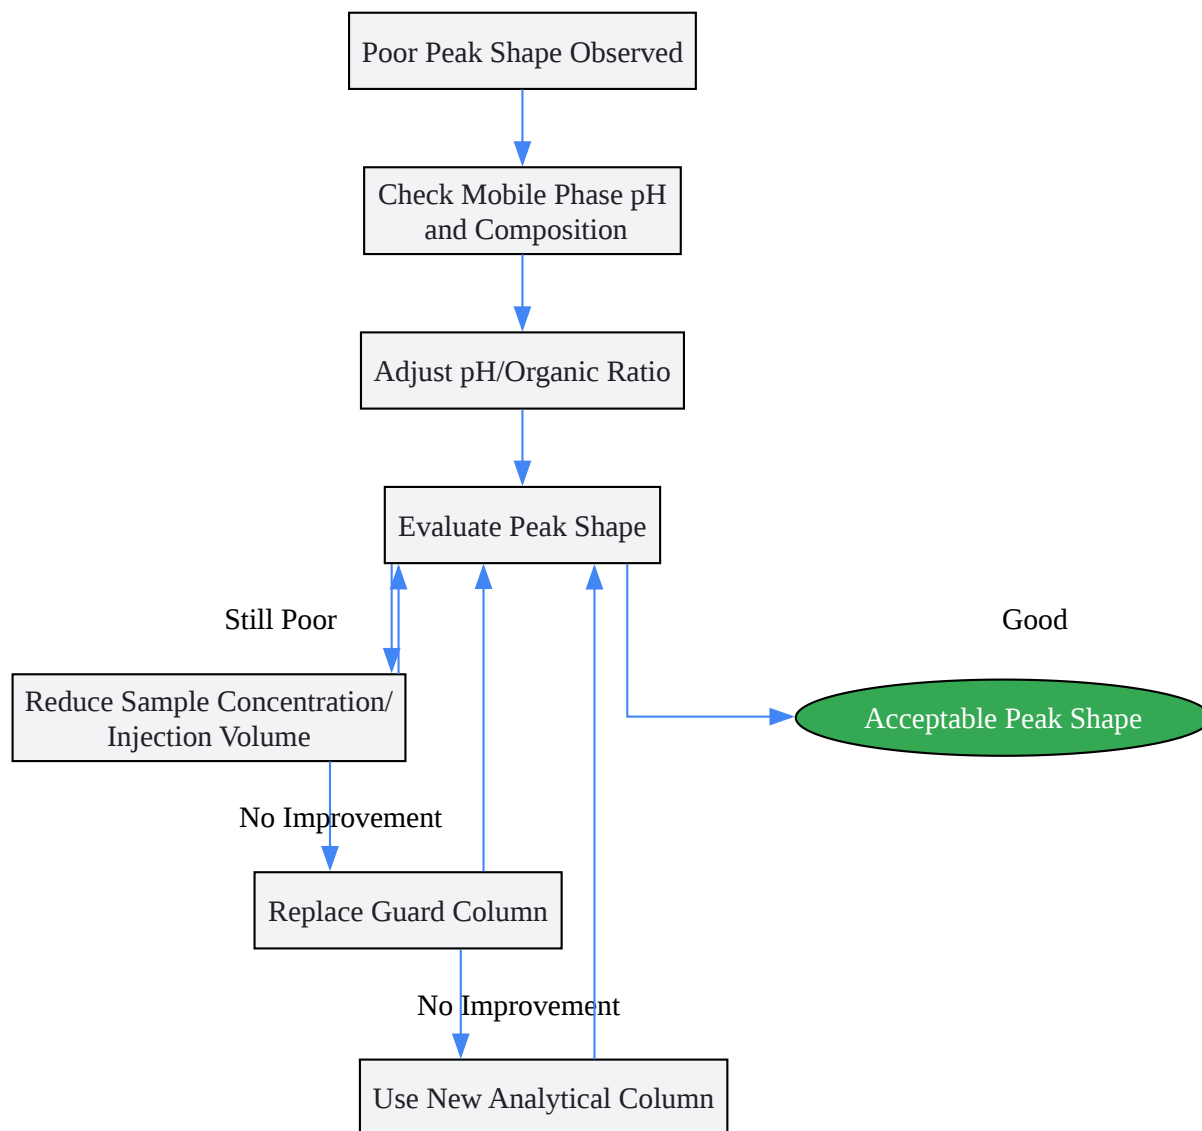 Poor Peak Shape Observed
Check Mobile Phase pH
and Composition
Adjust pH/Organic Ratio
Evaluate Peak Shape
Still Poor
Good
Reduce Sample Concentration/
Injection Volume
Acceptable Peak Shape
No Improvement
Replace Guard Column
No Improvement
Use New Analytical Column